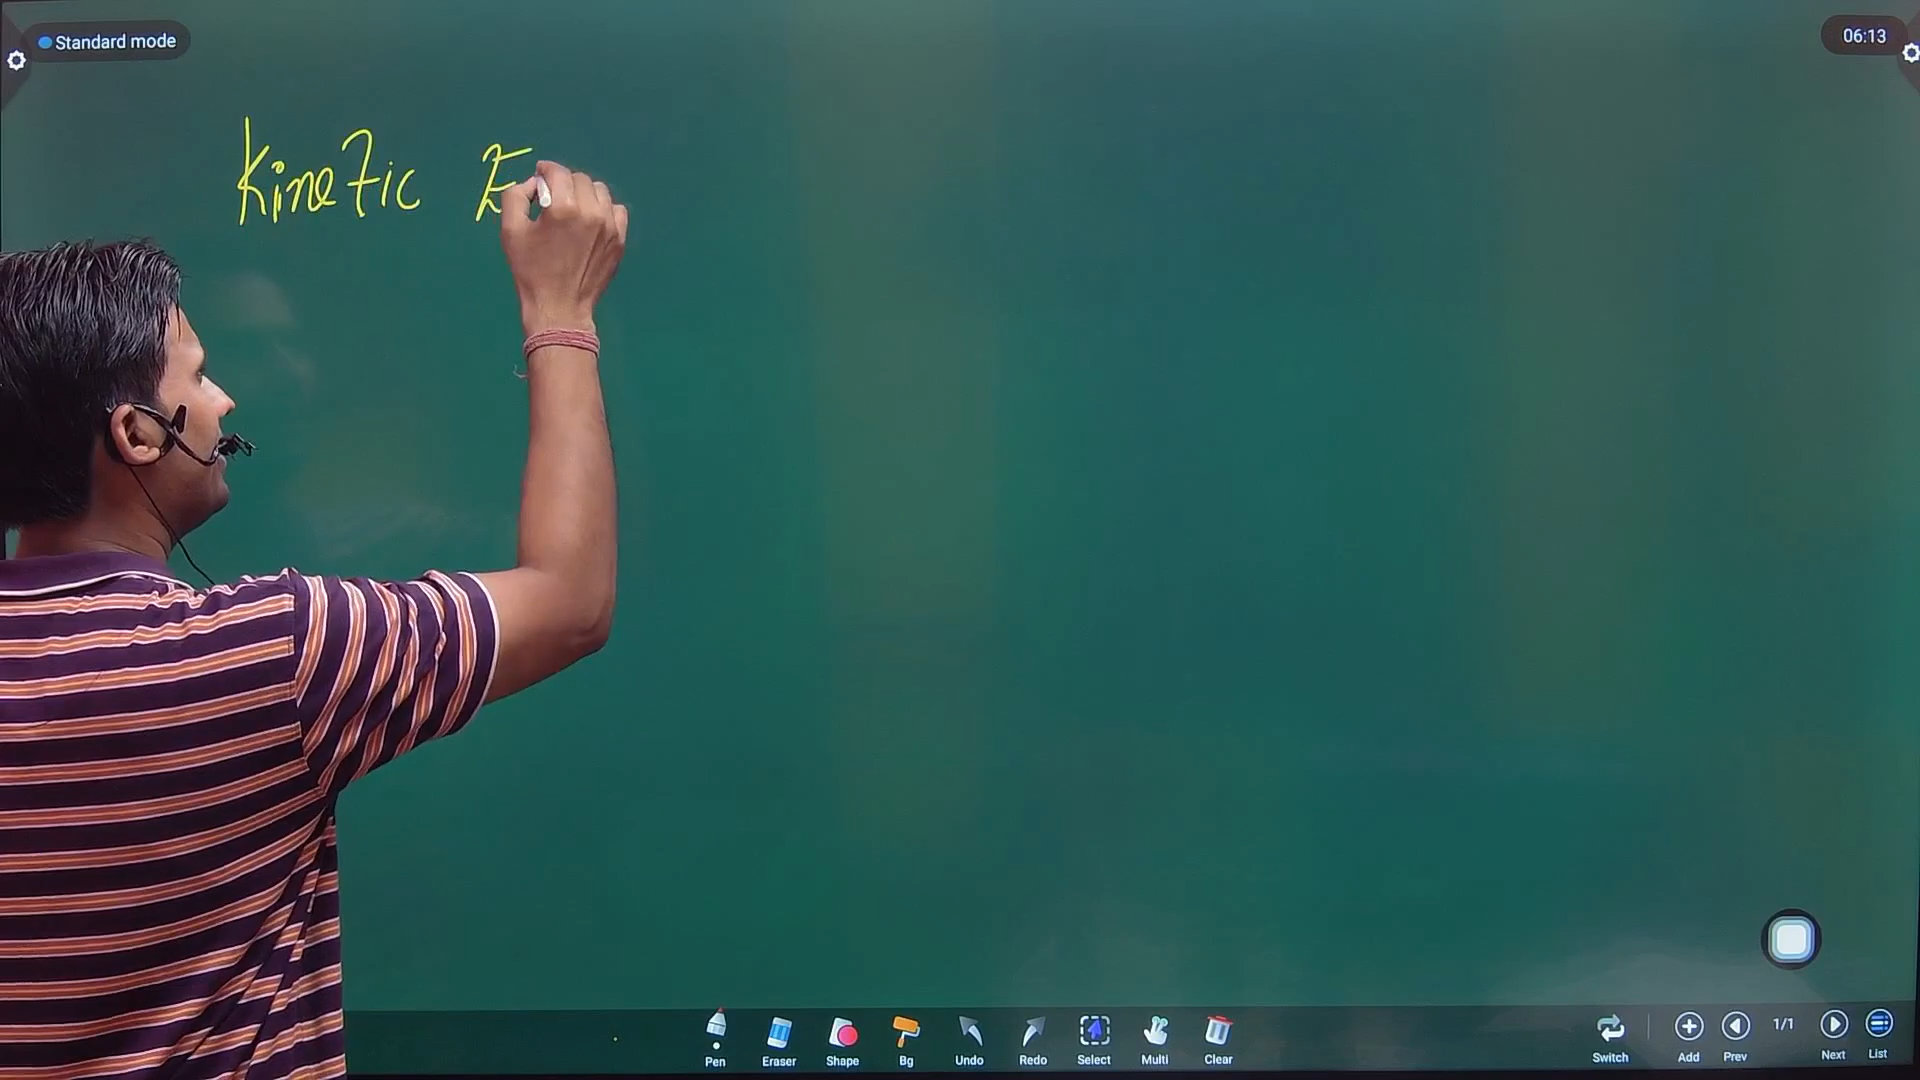 Standard mode
06:13
Kinetic E
Pen Eraser Shape Bg Undo Redo Select Multi Clear Switch Add Prev 1/1 Next List